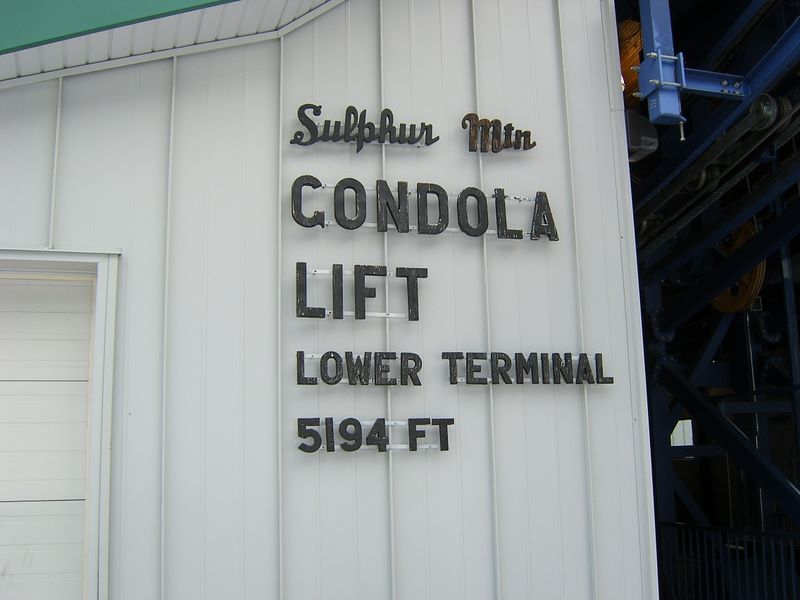 Sulphur Mtn
GONDOLA
LIFT
LOWER TERMINAL
5194 FT